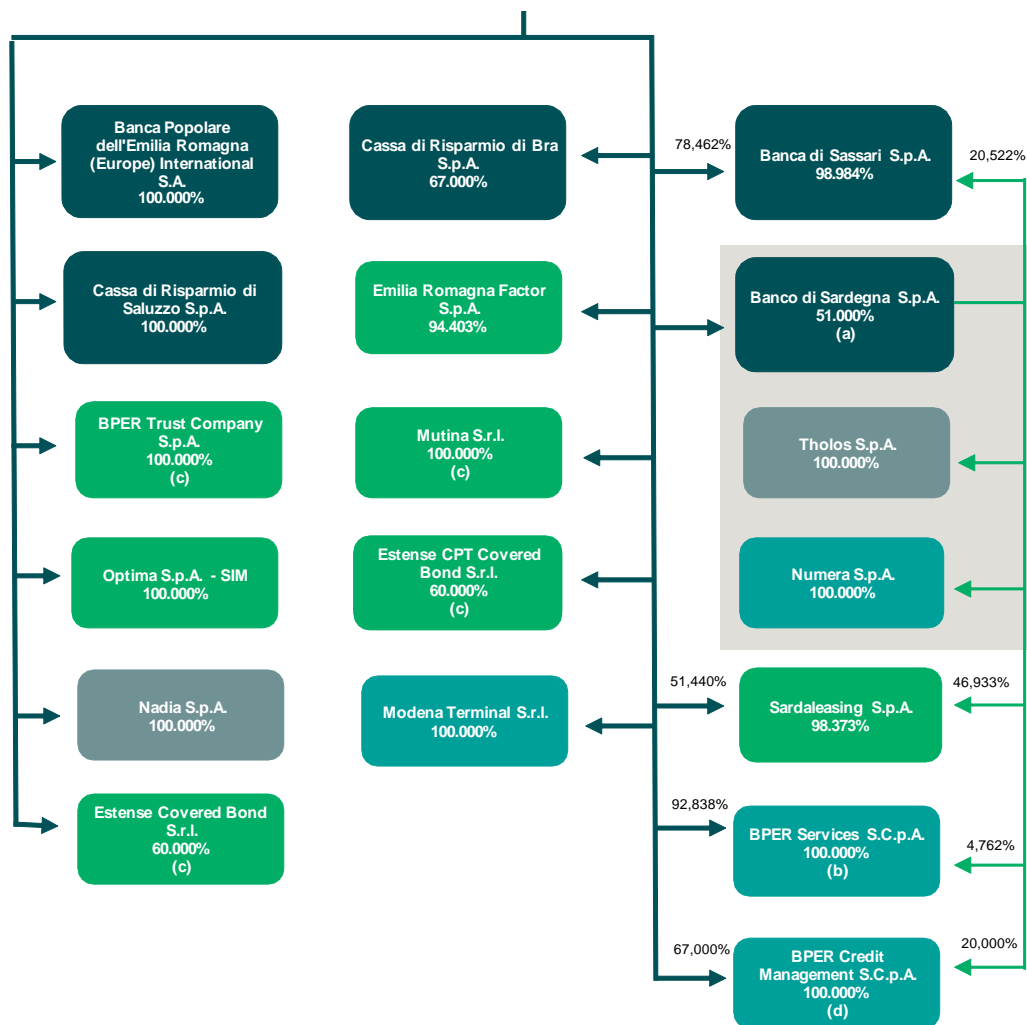 Banca Popolare
dell'Emilia Romagna
(Europe) International
S.A.
100.000%
Cassa di Risparmio di Bra
S.p.A.
67.000%
78,462%
Banca di Sassari S.p.A.
98.984%
20,522%
Cassa di Risparmio di
Saluzzo S.p.A.
100.000%
Emilia Romagna Factor
S.p.A.
94.403%
Banco di Sardegna S.p.A.
51.000%
(a)
BPER Trust Company
S.p.A.
100.000%
(c)
Mutina S.r.l.
100.000%
(c)
Tholos S.p.A.
100.000%
Optima S.p.A. - SIM
100.000%
Estense CPT Covered
Bond S.r.l.
60.000%
(c)
Numera S.p.A.
100.000%
Nadia S.p.A.
100.000%
Modena Terminal S.r.l.
100.000%
51,440%
Sardaleasing S.p.A.
98.373%
46,933%
Estense Covered Bond
S.r.l.
60.000%
(c)
92,838%
BPER Services S.C.p.A.
100.000%
(b)
4,762%
67,000%
BPER Credit
Management S.C.p.A.
100.000%
(d)
20,000%